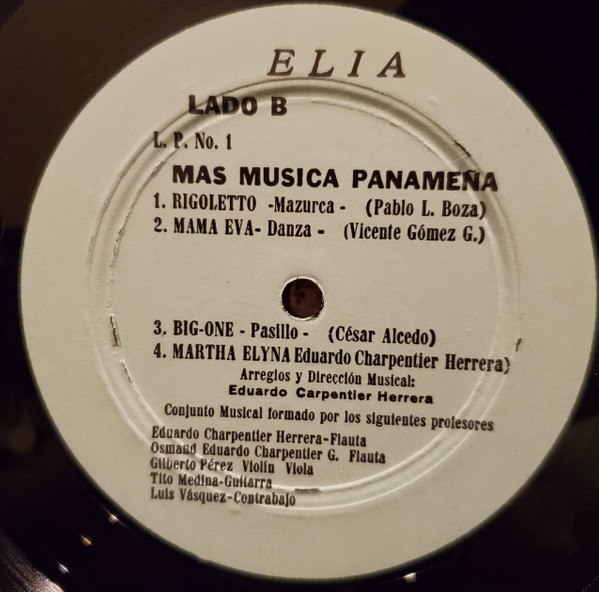 ELIA
LADO B
L. P. No. 1
MAS MUSICA PANAMEÑA
1. RIGOLETTO -Mazurca - (Pablo L. Boza)
2. MAMA EVA- Danza - (Vicente Gómez G.)
3. BIG-ONE - Pasillo - (César Alcedo)
4. MARTHA ELYNA Eduardo Charpentier Herrera)
Arreglos y Dirección Musical:
Eduardo Carpentier Herrera
Conjunto Musical formado por los siguientes profesores
Eduardo Charpentier Herrera-Flauta
Osmand Eduardo Charpentier G. Flauta
Gilberto Pérez Violín Viola
Tito Medina-Guitarra
Luis Vásquez-Contrabajo